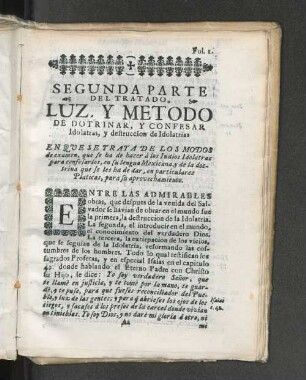 Fol. 1.
SEGUNDA PARTE
DEL TRATADO,
LUZ, Y METODO
DE DOTRINAR, Y CONFESAR
Idolatras, y destruccion de Idolatrias
EN QUE SE TRATA DE LOS MODOS
de examen, que se ha de hacer à los Indios Idolatras
para confesarlos, en su lengua Mexicana, y de la doc-
trina que se les ha de dar, en particulares
Platicas, para su aprovechamiento.
ENTRE LAS ADMIRABLES
obras, que despues de la venida del Sal-
vador se havian de obrar en el mundo fue
la primera, la destruccion de la Idolatria.
La segunda, el introducir en el mundo,
el conocimiento del verdadero Dios.
La tercera, la extirpacion de los vicios,
que se seguian de la Idolatria, reformando las cos-
tumbres de los hombres. Todo lo qual testifican los
sagrados Profetas, y en especial Isaias en el capitulo
42. donde hablando el Eterno Padre con Christo
su Hijo, le dice: Yo soy verdadero Señor, que
te llamè en justicia, y te tomè por la mano, te guar-
dè, y te puse, para que fueses reconciliador del Pue-
blo, y luz de las gentes; y para q̃ abrieses los ojos de los
ciegos, y sacases à los presos de la carcel donde vivian
en tinieblas. Yo soy Dios, y no darè mi gloria à otro, ni
Isaiæ
c. 42.
Aa
mi